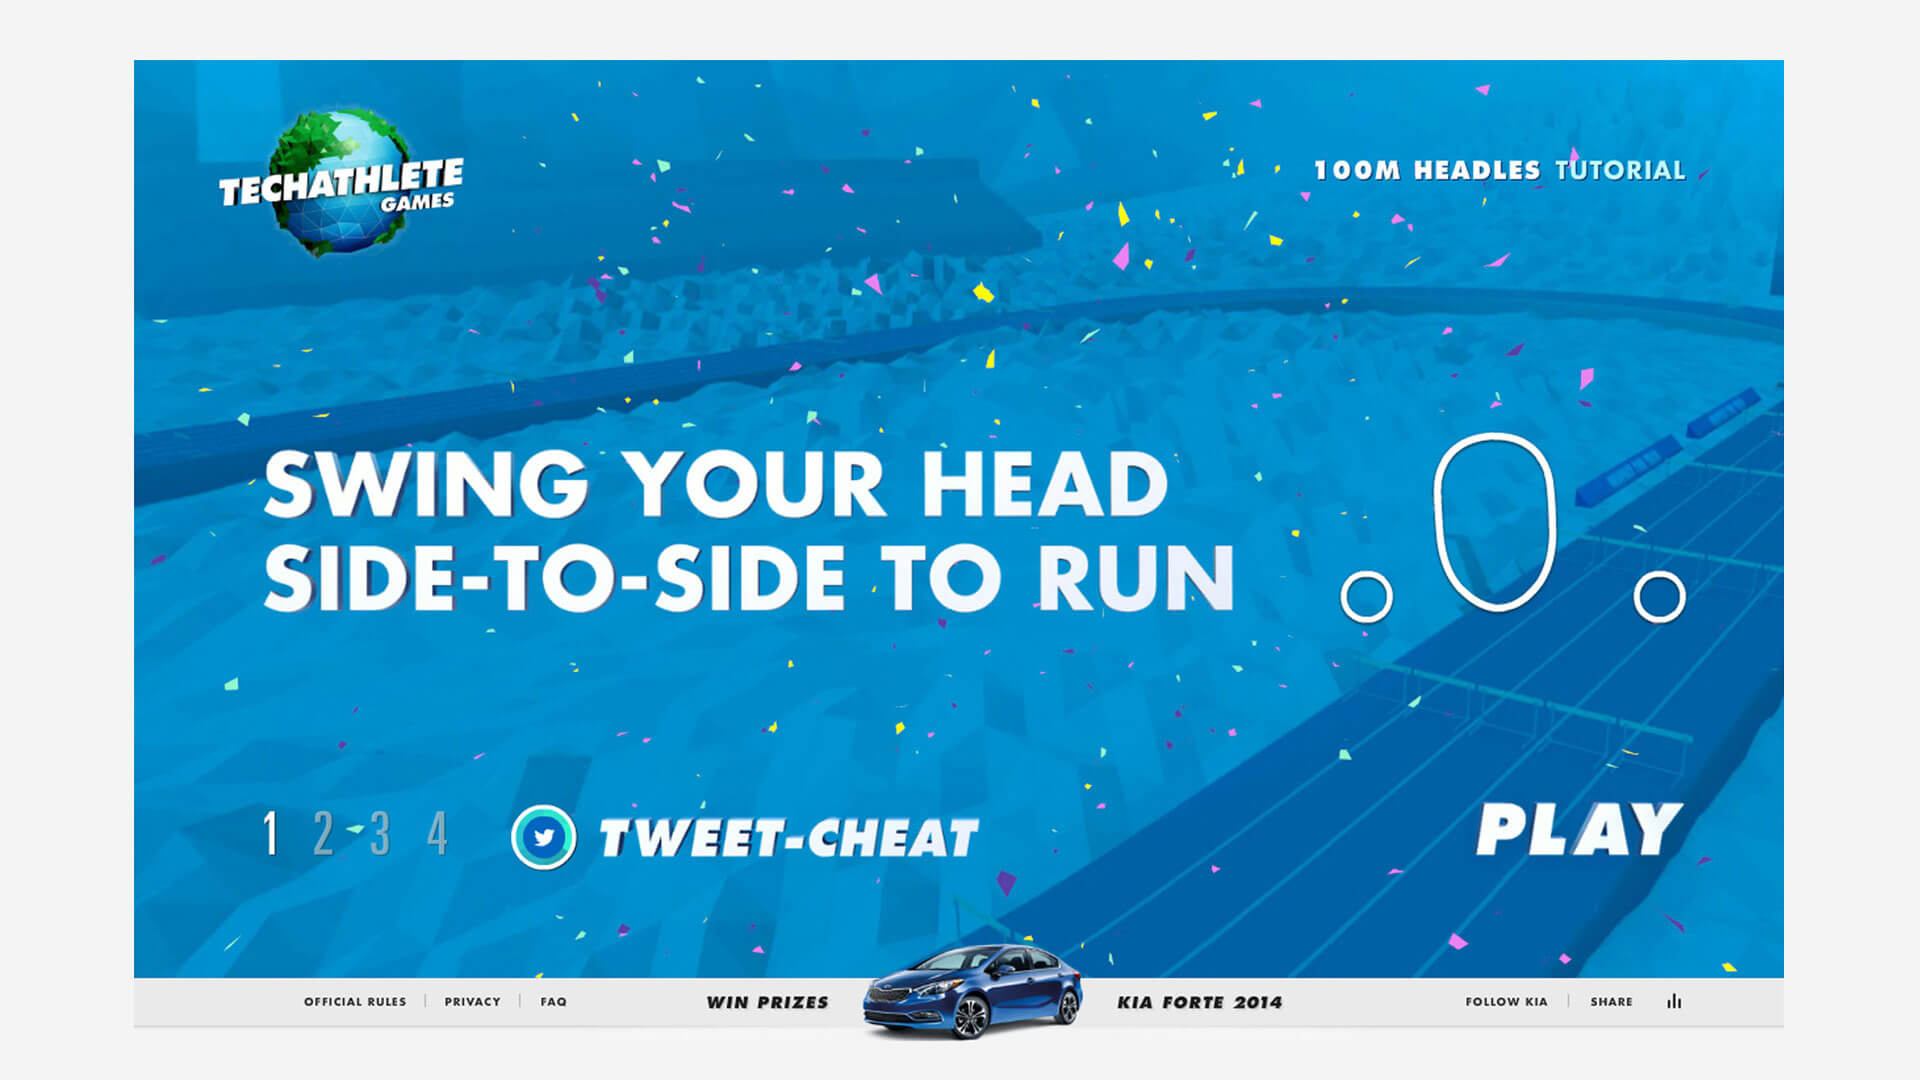 TECHATHLETE
GAMES
100M HEADLES TUTORIAL
SWING YOUR HEAD
SIDE-TO-SIDE TO RUN
1 2 3 4
TWEET-CHEAT
PLAY
OFFICIAL RULES
PRIVACY
FAQ
WIN PRIZES
KIA FORTE 2014
FOLLOW KIA
SHARE